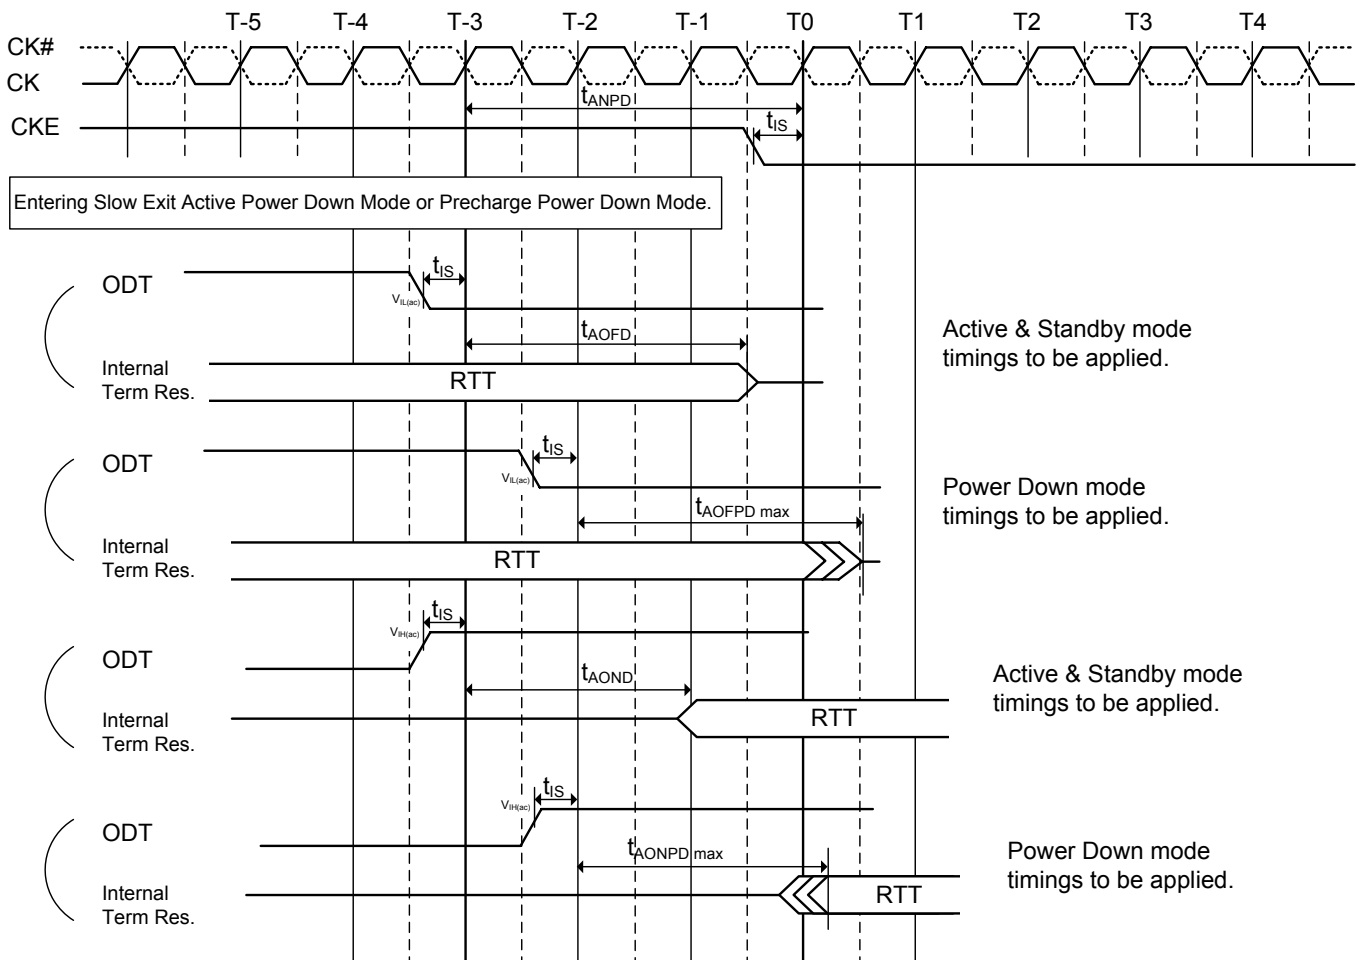 T-5 T-4 T-3 T-2 T-1 T0 T1 T2 T3 T4
CK#
CK
tANPD
CKE
tIS
Entering Slow Exit Active Power Down Mode or Precharge Power Down Mode.
ODT
tIS
VIL(ac)
tAOFD
Internal
Term Res.
RTT
Active & Standby mode
timings to be applied.
ODT
tIS
VIL(ac)
tAOFPD max
Internal
Term Res.
RTT
Power Down mode
timings to be applied.
ODT
tIS
VIH(ac)
tAOND
Internal
Term Res.
RTT
Active & Standby mode
timings to be applied.
ODT
tIS
VIH(ac)
tAONPD max
Internal
Term Res.
RTT
Power Down mode
timings to be applied.